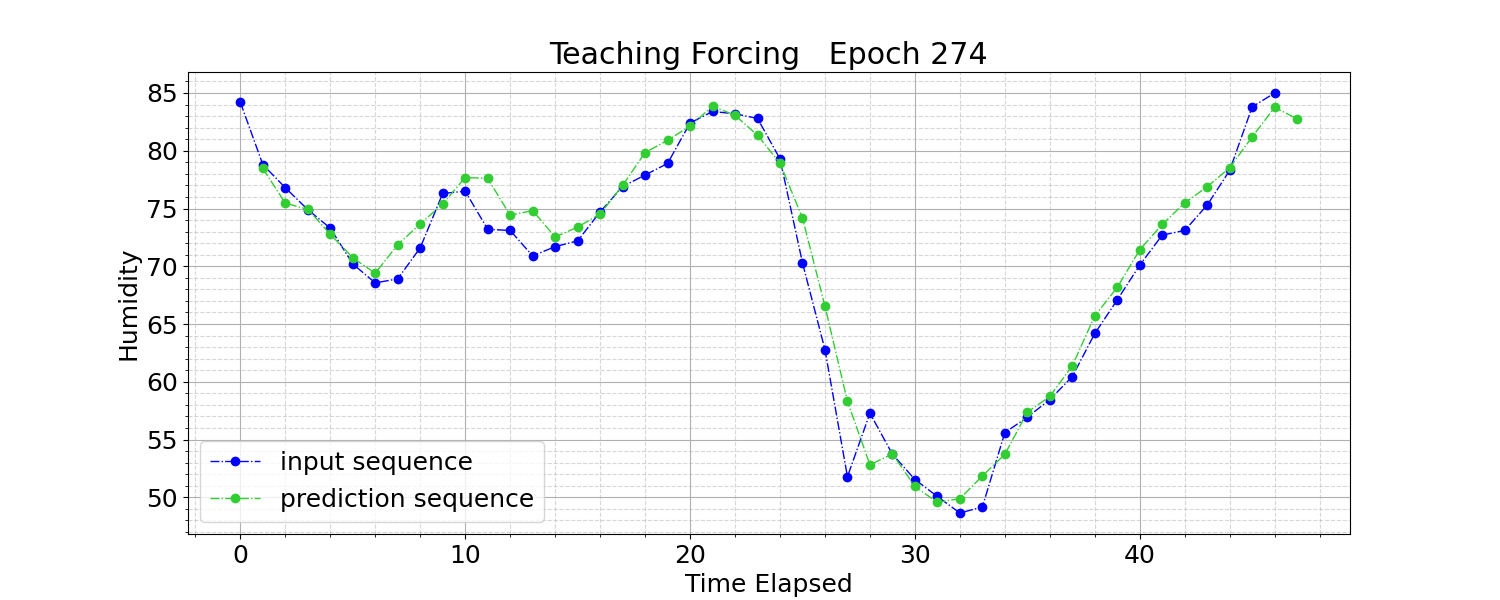 Teaching Forcing   Epoch 274
85
80
75
70
65
60
55
50
Humidity
input sequence
prediction sequence
0 10 20 30 40
Time Elapsed